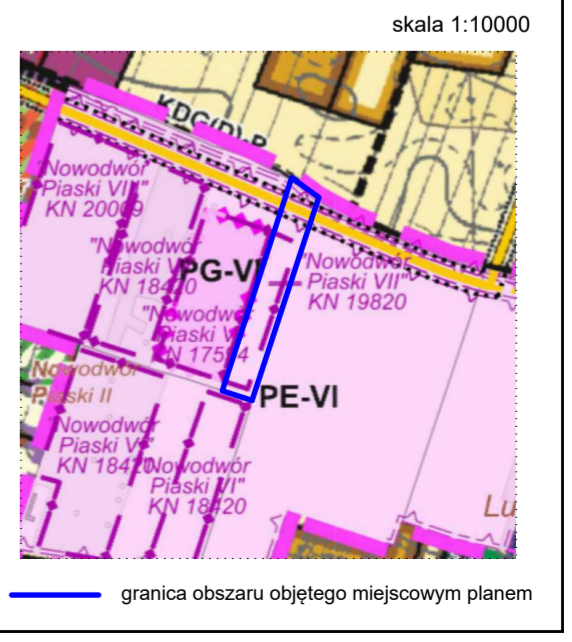 skala 1:10000
KDG(D)-P
"Nowodwór
Piaski VIII"
KN 20009
"Nowodwór
Piaski V"
KN 18420
PG-VI
"Nowodwór
Piaski VII"
KN 19820
"Nowodwór
Piaski V"
KN 17594
Nowodwór
Piaski II
PE-VI
"Nowodwór
Piaski V"
KN 18420
"Nowodwór
Piaski VI"
KN 18420
Lu
granica obszaru objętego miejscowym planem